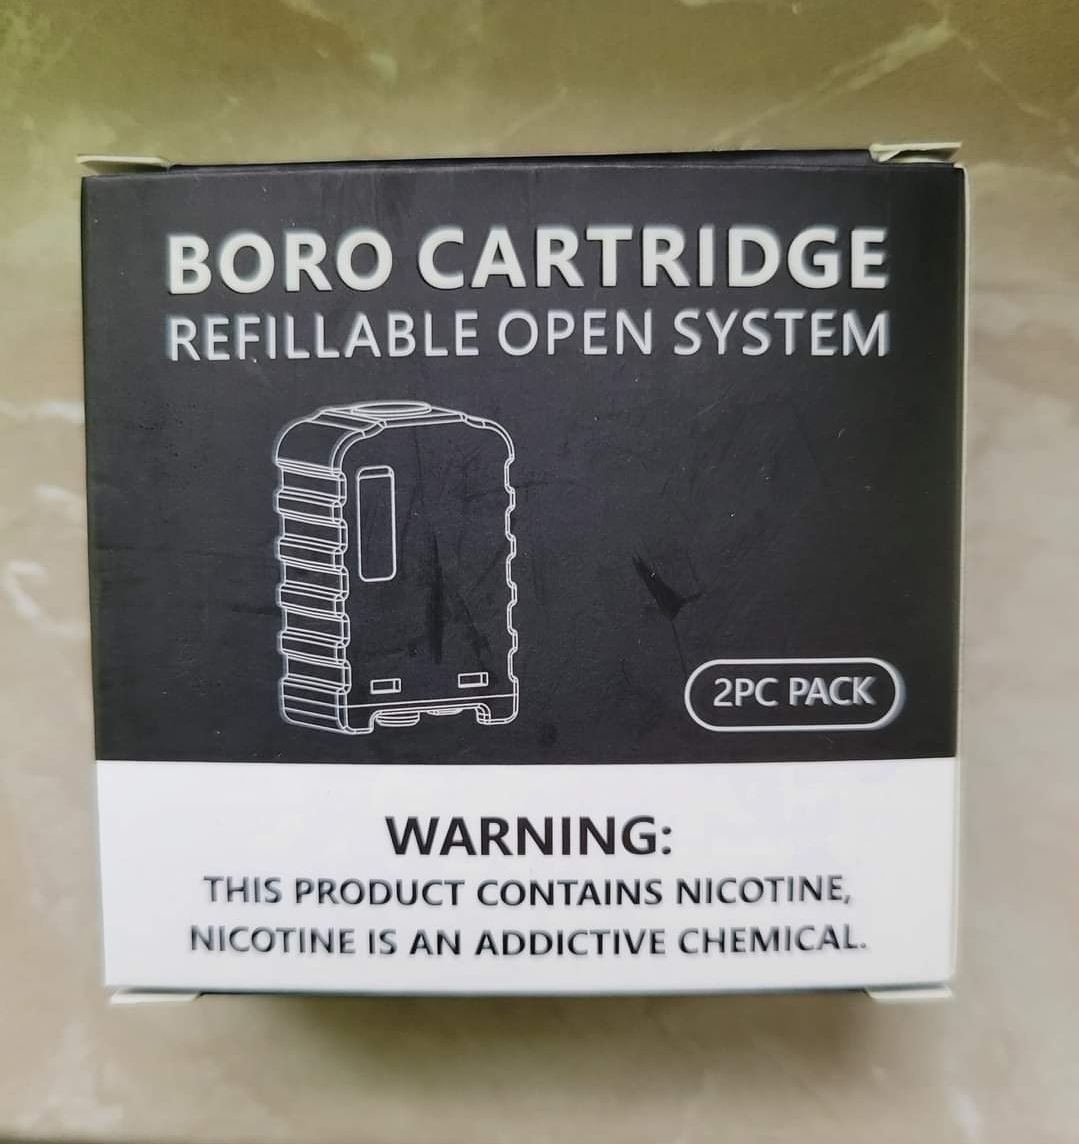 BORO CARTRIDGE
REFILLABLE OPEN SYSTEM
2PC PACK
WARNING:
THIS PRODUCT CONTAINS NICOTINE,
NICOTINE IS AN ADDICTIVE CHEMICAL.